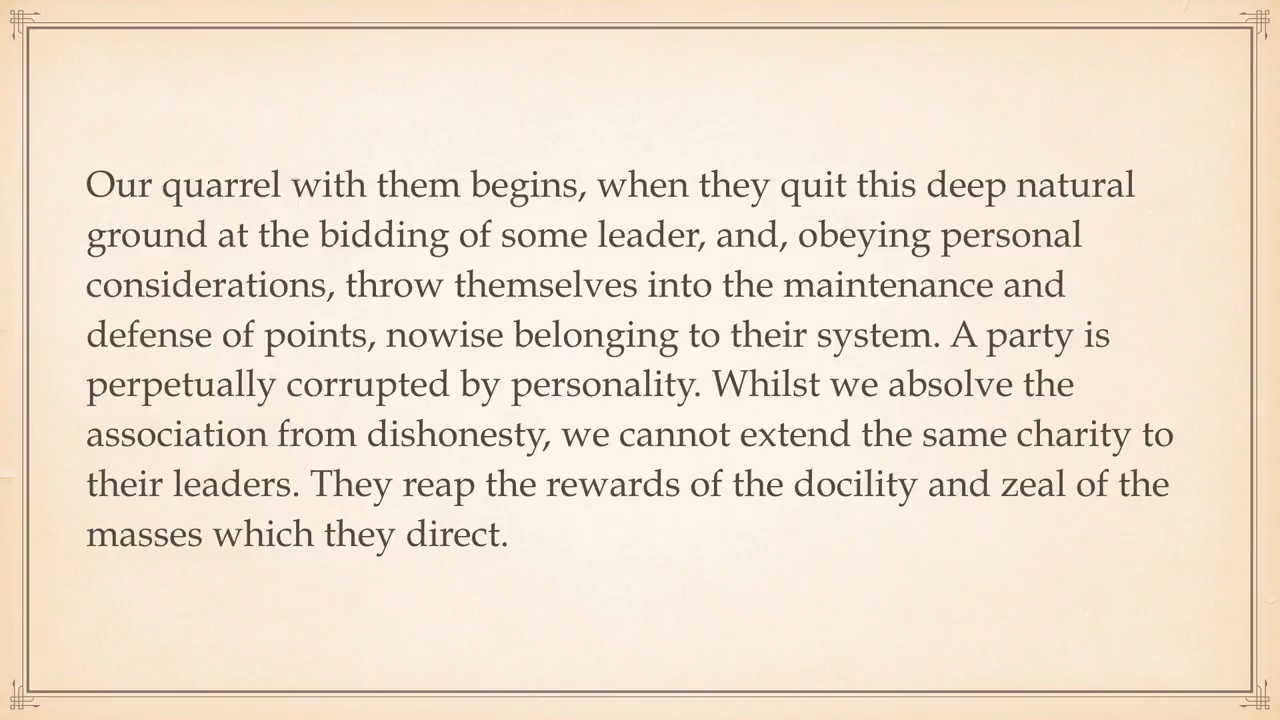 Our quarrel with them begins, when they quit this deep natural
ground at the bidding of some leader, and, obeying personal
considerations, throw themselves into the maintenance and
defense of points, nowise belonging to their system. A party is
perpetually corrupted by personality. Whilst we absolve the
association from dishonesty, we cannot extend the same charity to
their leaders. They reap the rewards of the docility and zeal of the
masses which they direct.